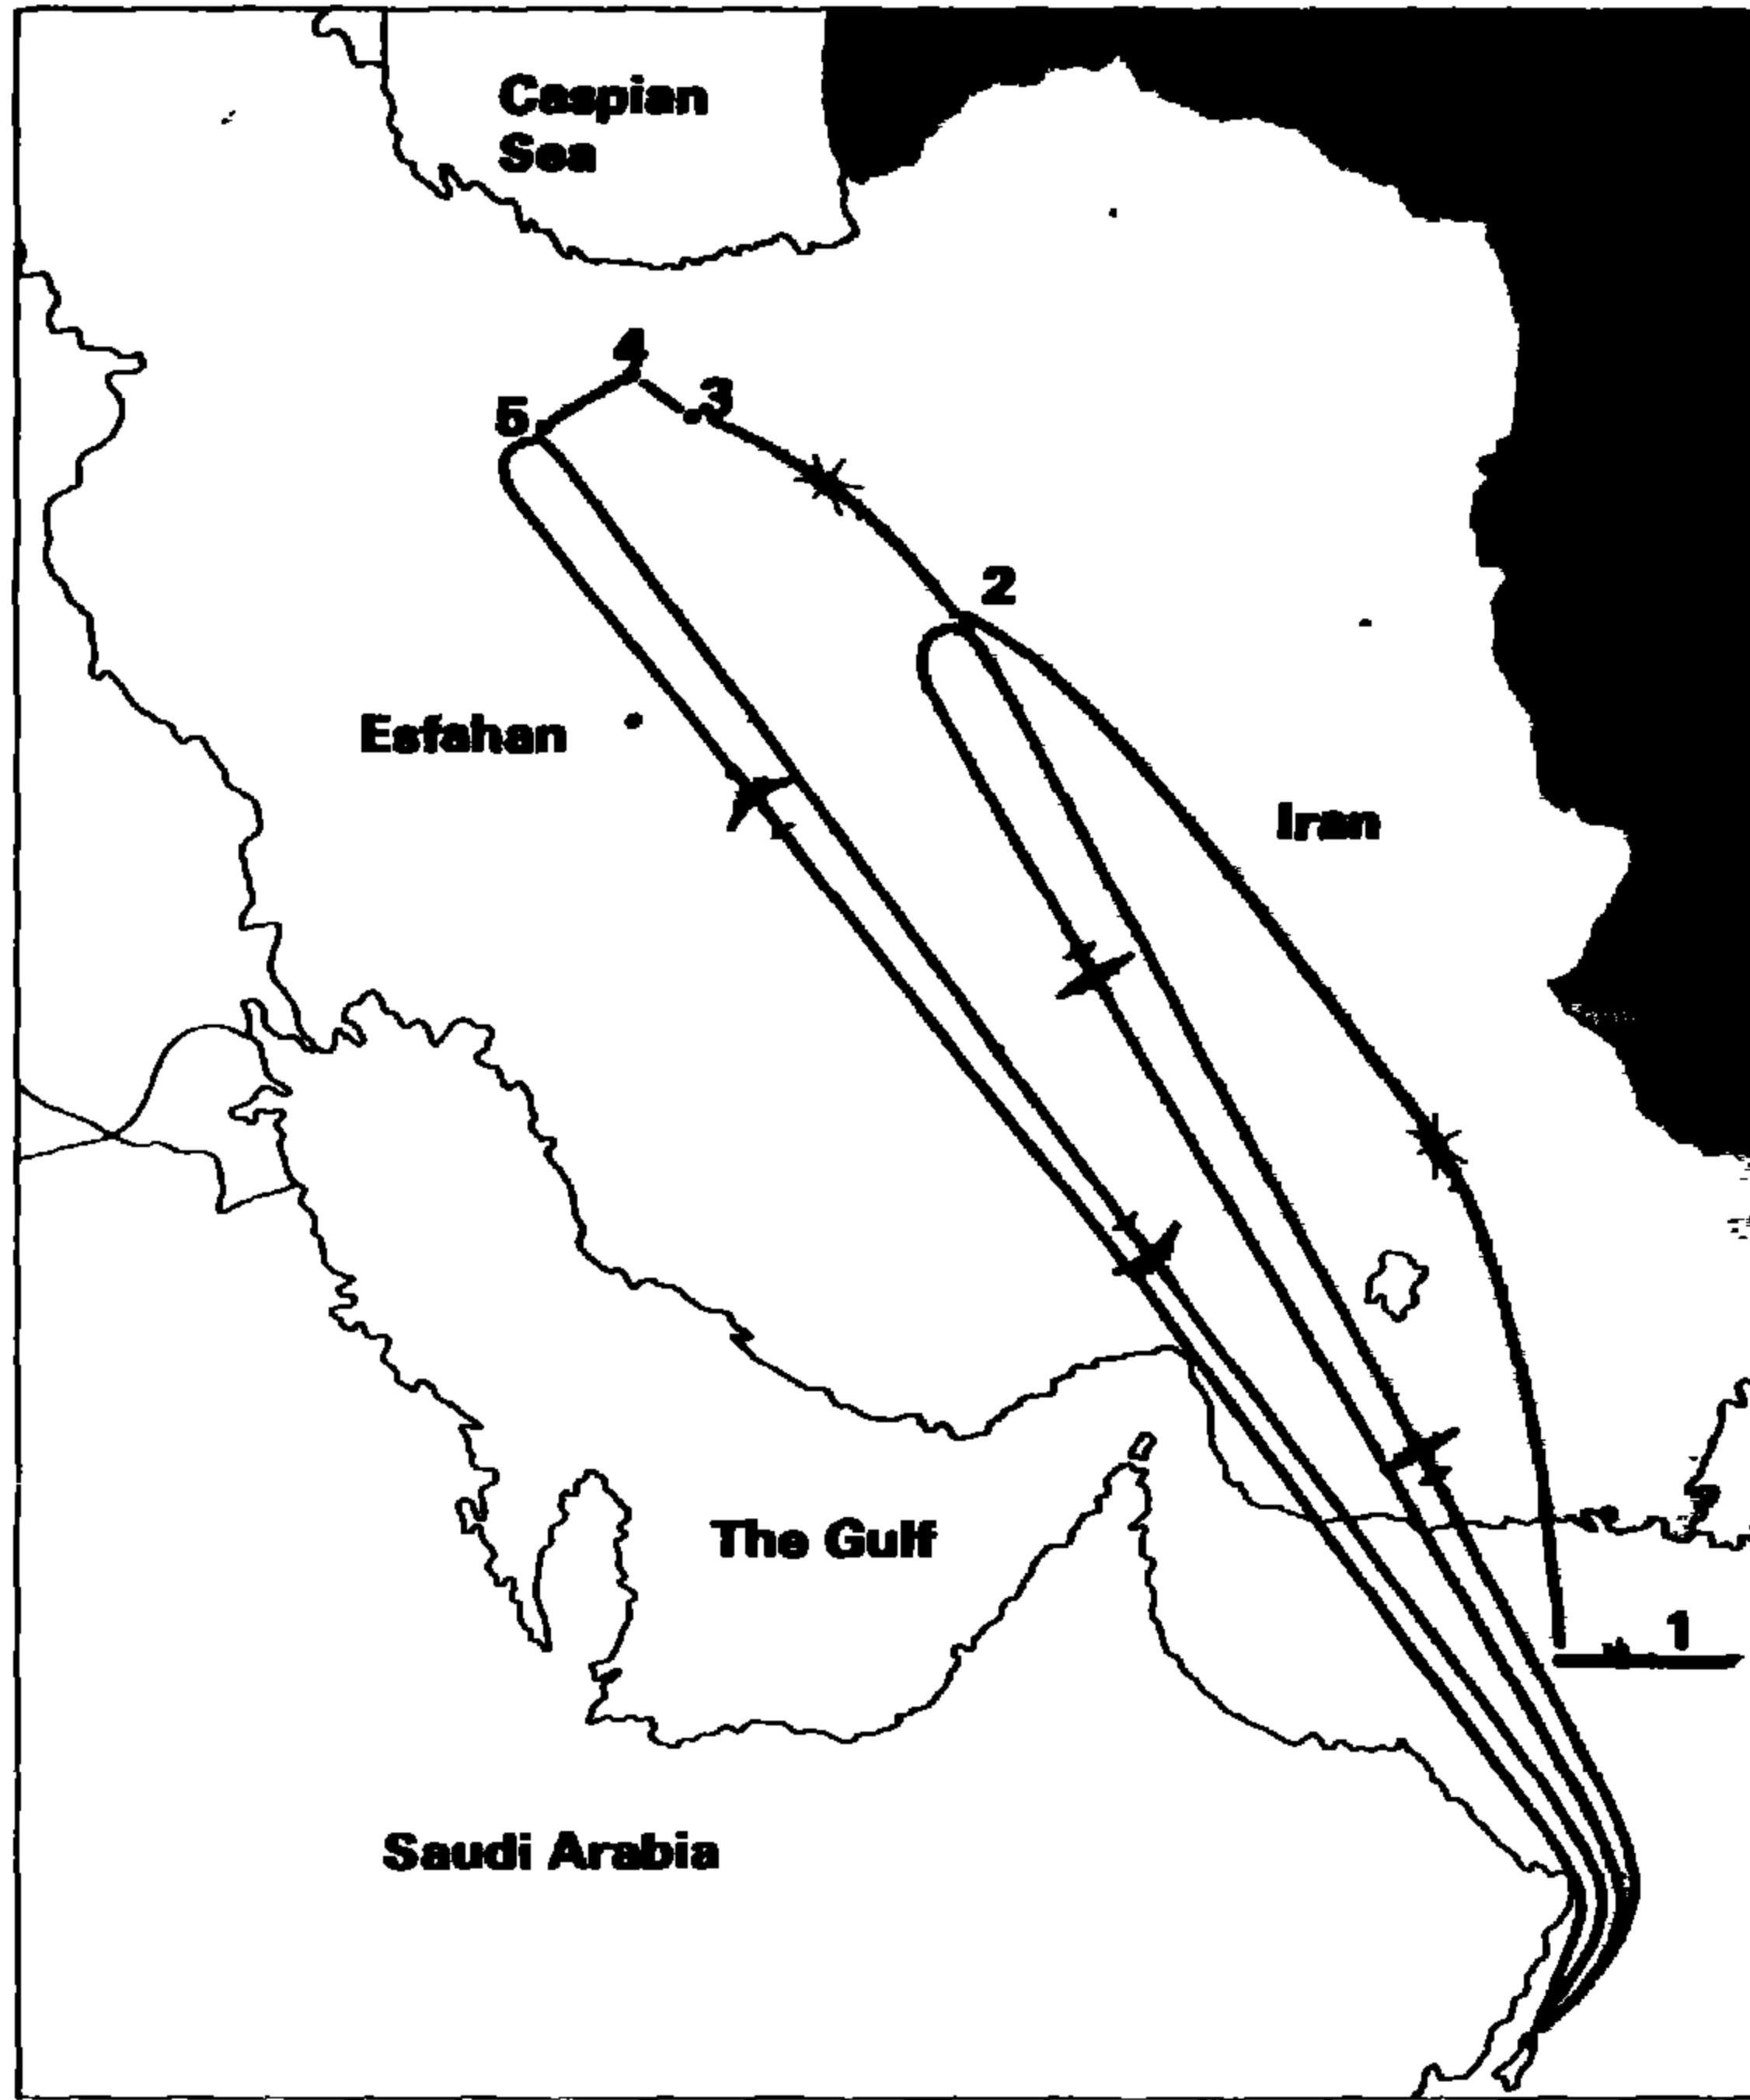 Caspian
Sea
4
3
5
2
Esfahan
Iran
The Gulf
1
Saudi Arabia